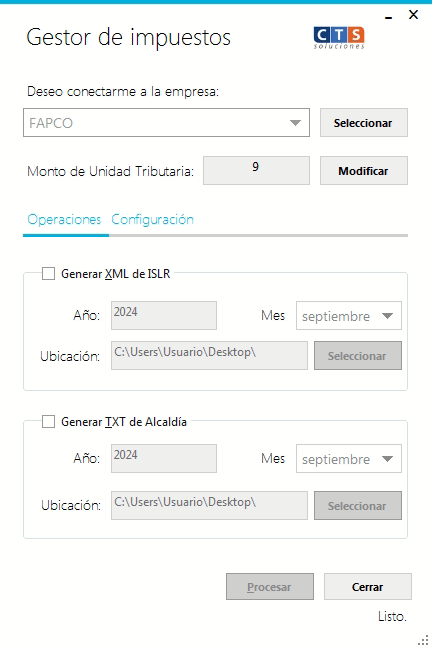 Gestor de impuestos
CTS
soluciones
Deseo conectarme a la empresa:
FAPCO
Seleccionar
Monto de Unidad Tributaria:
9
Modificar
Operaciones
Configuración
Generar XML de ISLR
Año:
2024
Mes
septiembre
Ubicación:
C:\Users\Usuario\Desktop\
Seleccionar
Generar TXT de Alcaldía
Año:
2024
Mes
septiembre
Ubicación:
C:\Users\Usuario\Desktop\
Seleccionar
Procesar
Cerrar
Listo.